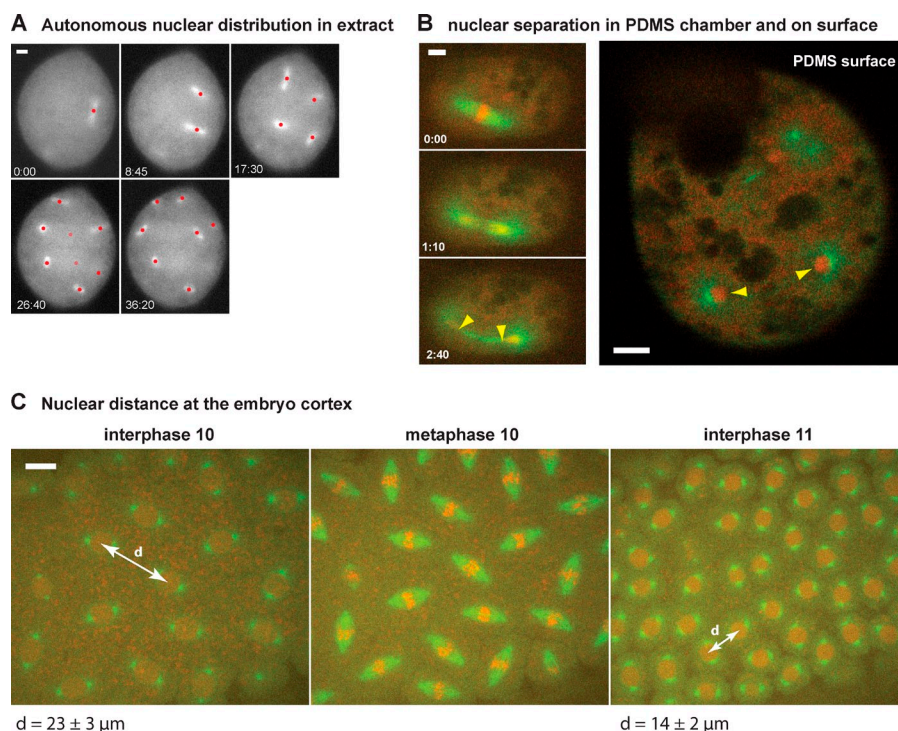 A Autonomous nuclear distribution in extract
0:00
8:45
17:30
26:40
36:20
B nuclear separation in PDMS chamber and on surface
0:00
1:10
2:40
PDMS surface
C Nuclear distance at the embryo cortex
interphase 10
metaphase 10
interphase 11
d
d
d = 23 ± 3 µm
d = 14 ± 2 µm